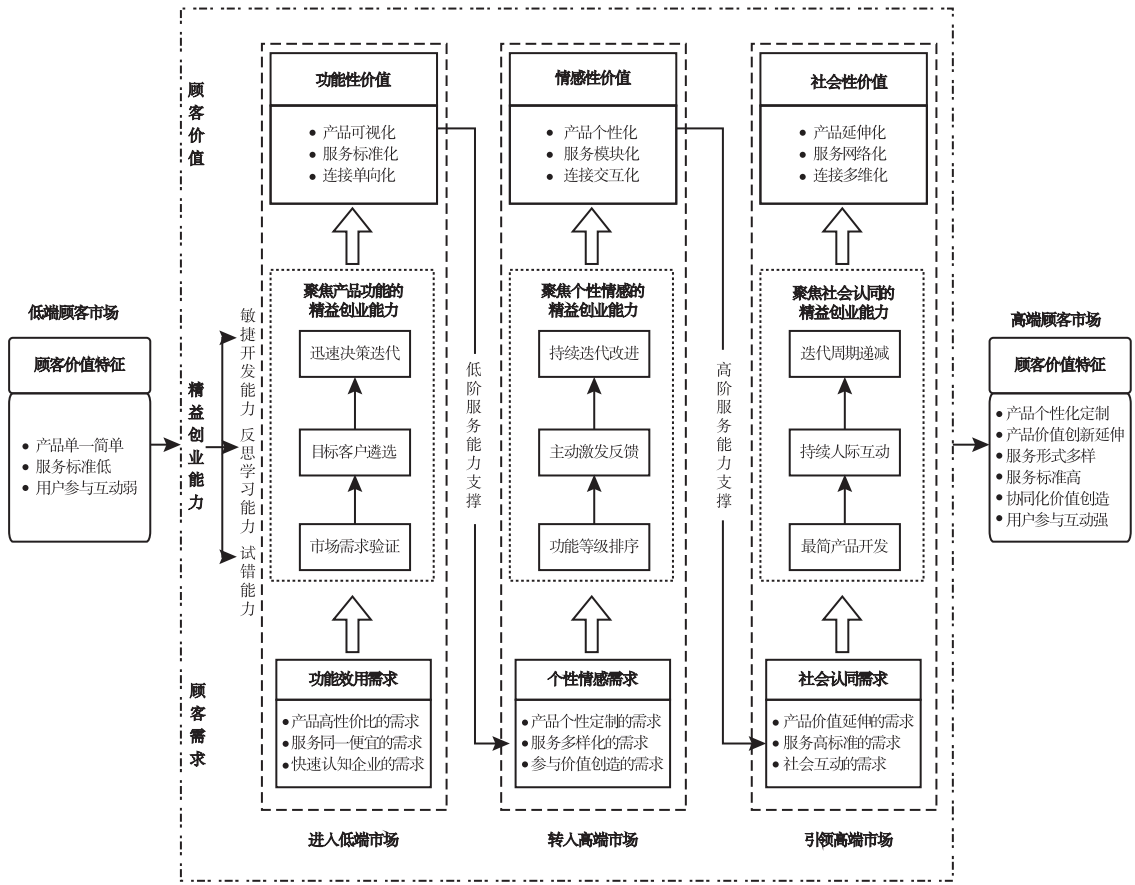 低端顾客市场
顾客价值特征
● 产品单一简单
● 服务标准低
● 用户参与互动弱
顾客价值
精益创业能力
顾客需求
敏捷开发能力
反思学习能力
试错能力
功能性价值
● 产品可视化
● 服务标准化
● 连接单向化
聚焦产品功能的
精益创业能力
迅速决策迭代
目标客户遴选
市场需求验证
功能效用需求
●产品高性价比的需求
●服务同一便宜的需求
●快速认知企业的需求
进入低端市场
低阶服务能力支撑
情感性价值
● 产品个性化
● 服务模块化
● 连接交互化
聚焦个性情感的
精益创业能力
持续迭代改进
主动激发反馈
功能等级排序
个性情感需求
●产品个性定制的需求
●服务多样化的需求
●参与价值创造的需求
转入高端市场
高阶服务能力支撑
社会性价值
● 产品延伸化
● 服务网络化
● 连接多维化
聚焦社会认同的
精益创业能力
迭代周期递减
持续人际互动
最简产品开发
社会认同需求
●产品价值延伸的需求
●服务高标准的需求
●社会互动的需求
引领高端市场
高端顾客市场
顾客价值特征
●产品个性化定制
●产品价值创新延伸
●服务形式多样
●服务标准高
●协同化价值创造
●用户参与互动强